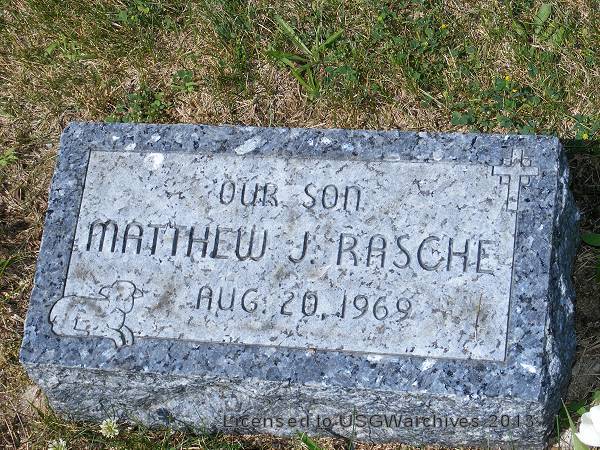 OUR SON
MATTHEW J. RASCHE
AUG. 20, 1969
Licensed to USGWarchives 2013